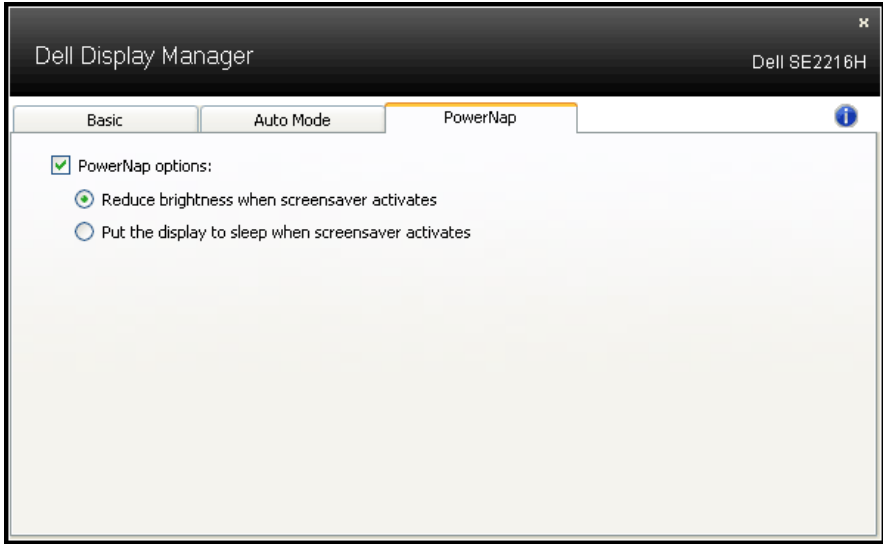 Dell Display Manager
Dell SE2216H
Basic
Auto Mode
PowerNap
PowerNap options:
Reduce brightness when screensaver activates
Put the display to sleep when screensaver activates